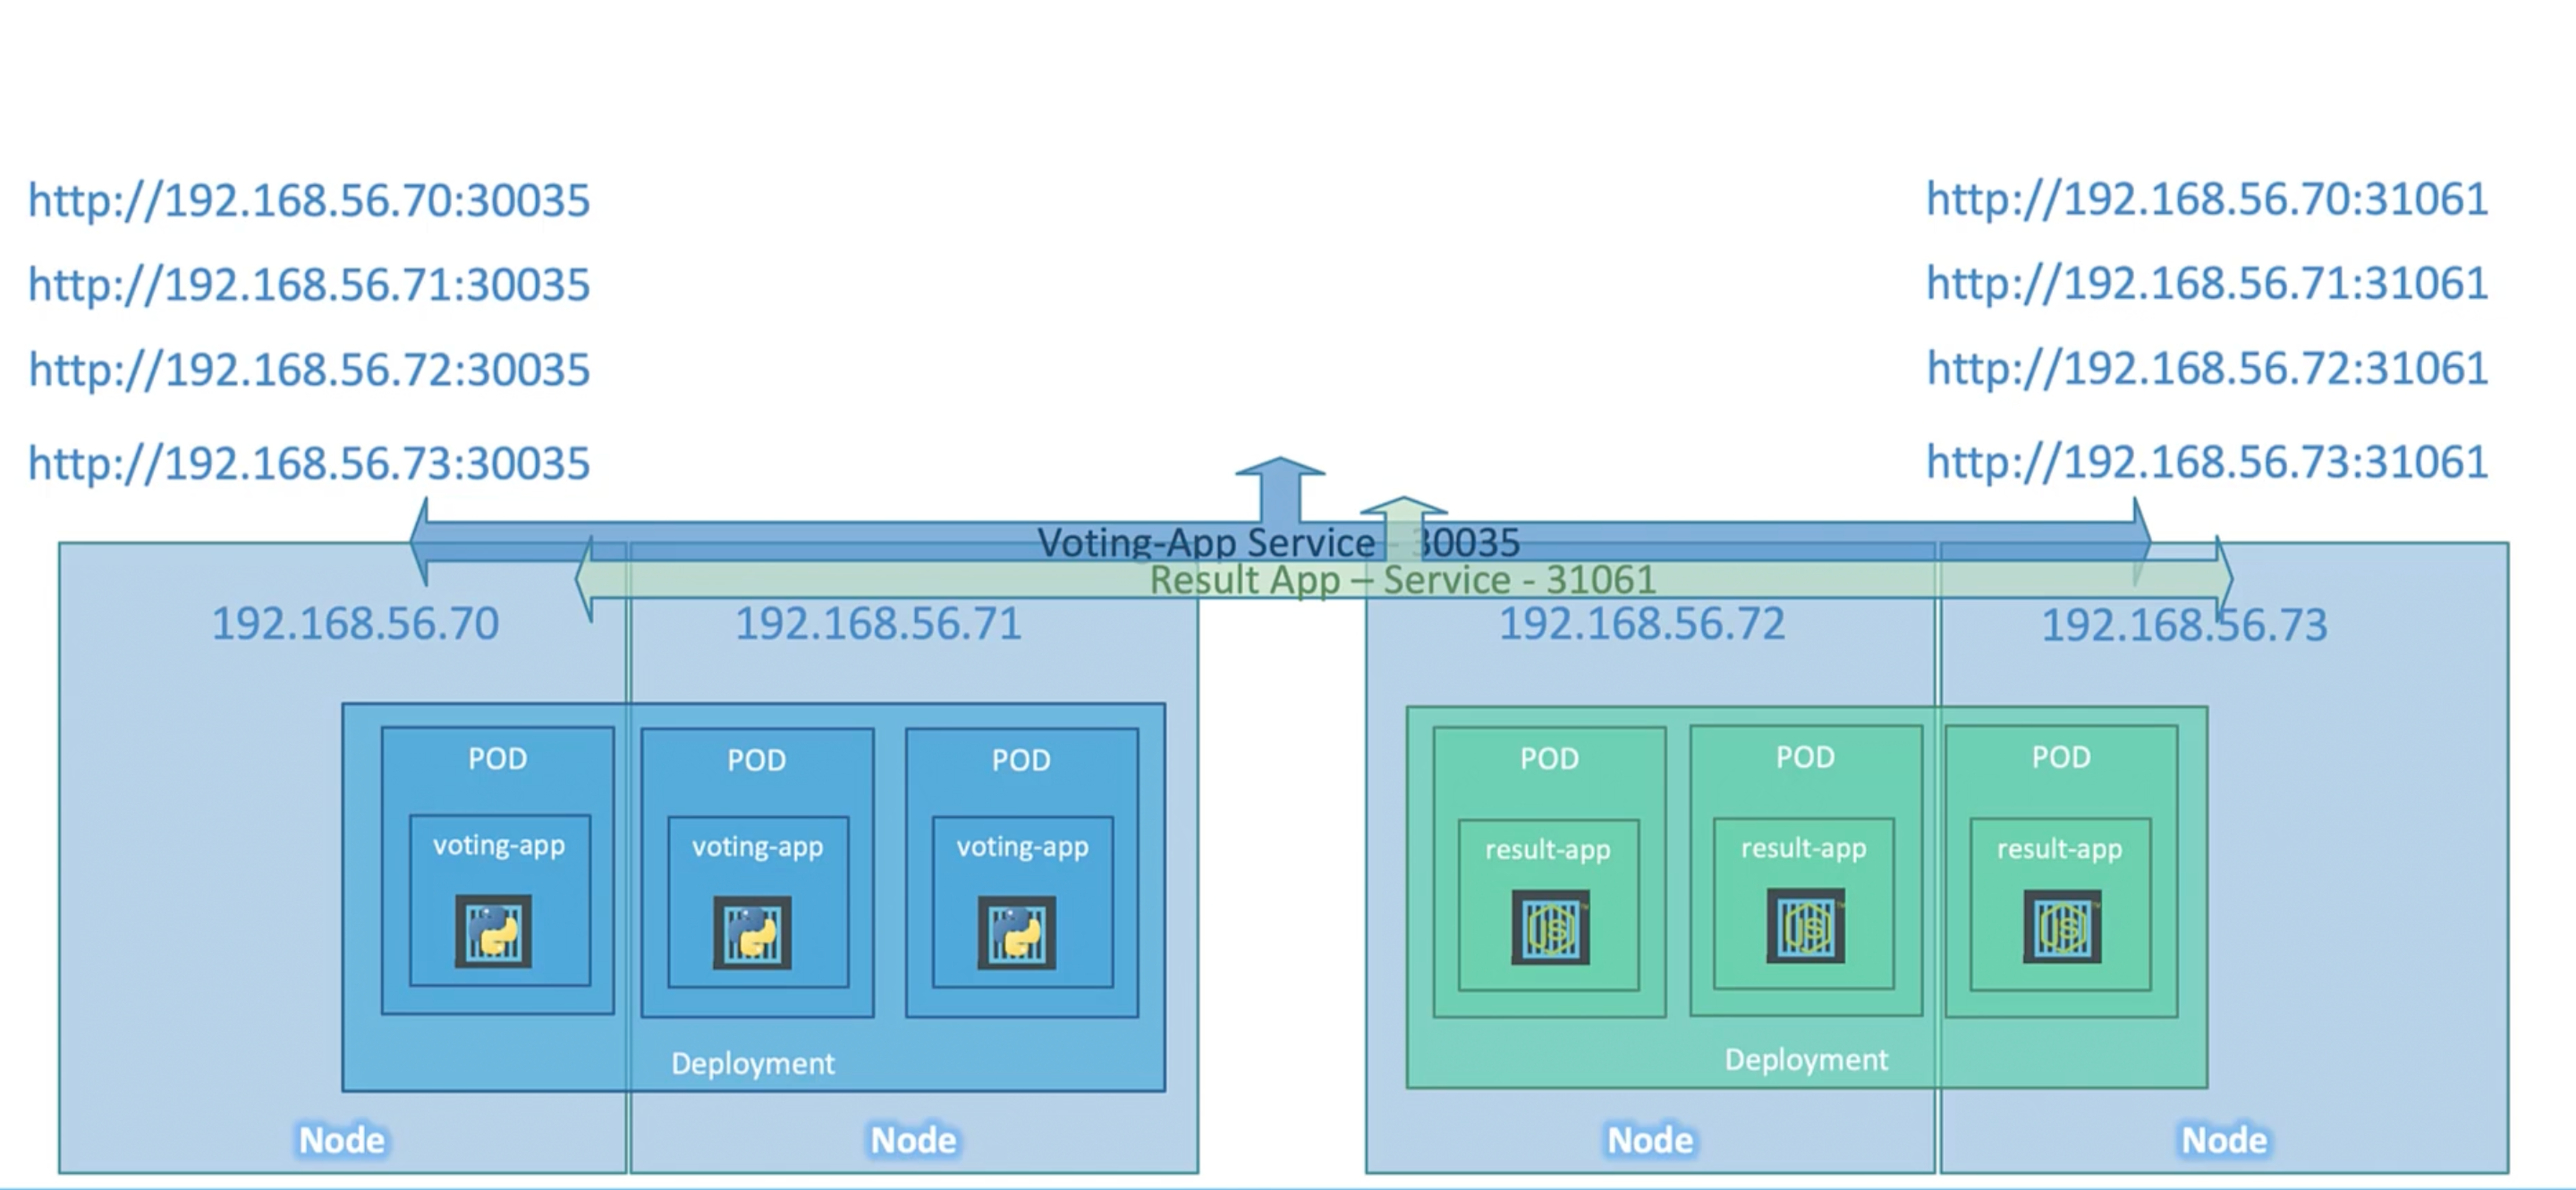 http://192.168.56.70:30035
http://192.168.56.71:30035
http://192.168.56.72:30035
http://192.168.56.73:30035
http://192.168.56.70:31061
http://192.168.56.71:31061
http://192.168.56.72:31061
http://192.168.56.73:31061
Voting-App Service - 30035
Result App – Service - 31061
192.168.56.70
192.168.56.71
192.168.56.72
192.168.56.73
POD
POD
POD
voting-app
voting-app
voting-app
Deployment
POD
POD
POD
result-app
result-app
result-app
JS
JS
JS
Deployment
Node
Node
Node
Node